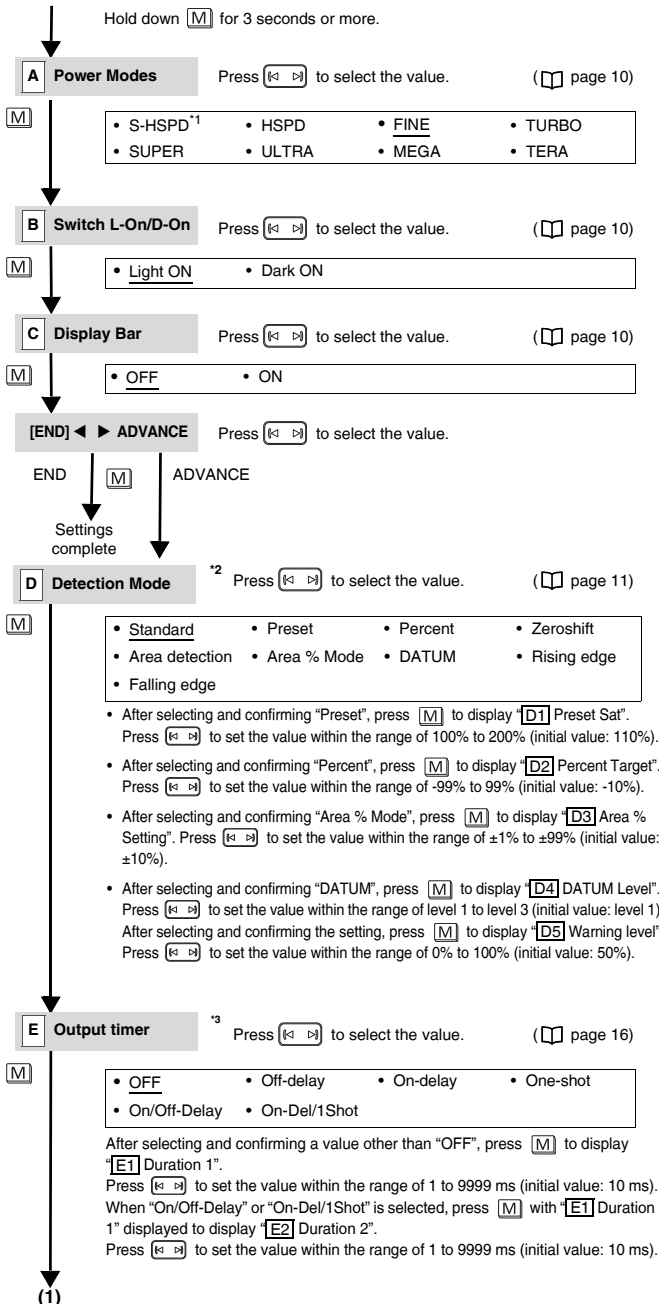 Hold down M for 3 seconds or more.
A Power Modes Press to select the value. ( page 10)
M
• S-HSPD*1 • HSPD • FINE • TURBO
• SUPER • ULTRA • MEGA • TERA
B Switch L-On/D-On Press to select the value. ( page 10)
M
• Light ON • Dark ON
C Display Bar Press to select the value. ( page 10)
M
• OFF • ON
[END] ◀ ▶ ADVANCE Press to select the value.
END M ADVANCE
Settings
complete
D Detection Mode *2 Press to select the value. ( page 11)
M
• Standard • Preset • Percent • Zeroshift
• Area detection • Area % Mode • DATUM • Rising edge
• Falling edge
• After selecting and confirming “Preset”, press M to display “D1 Preset Sat”.
Press to set the value within the range of 100% to 200% (initial value: 110%).
• After selecting and confirming “Percent”, press M to display “D2 Percent Target”.
Press to set the value within the range of -99% to 99% (initial value: -10%).
• After selecting and confirming “Area % Mode”, press M to display “D3 Area %
Setting”. Press to set the value within the range of ±1% to ±99% (initial value:
±10%).
• After selecting and confirming “DATUM”, press M to display “D4 DATUM Level”.
Press to set the value within the range of level 1 to level 3 (initial value: level 1)
After selecting and confirming the setting, press M to display “D5 Warning level”
Press to set the value within the range of 0% to 100% (initial value: 50%).
E Output timer *3 Press to select the value. ( page 16)
M
• OFF • Off-delay • On-delay • One-shot
• On/Off-Delay • On-Del/1Shot
After selecting and confirming a value other than “OFF”, press M to display
“E1 Duration 1”.
Press to set the value within the range of 1 to 9999 ms (initial value: 10 ms).
When “On/Off-Delay” or “On-Del/1Shot” is selected, press M with “E1 Duration
1” displayed to display “E2 Duration 2”.
Press to set the value within the range of 1 to 9999 ms (initial value: 10 ms).
(1)